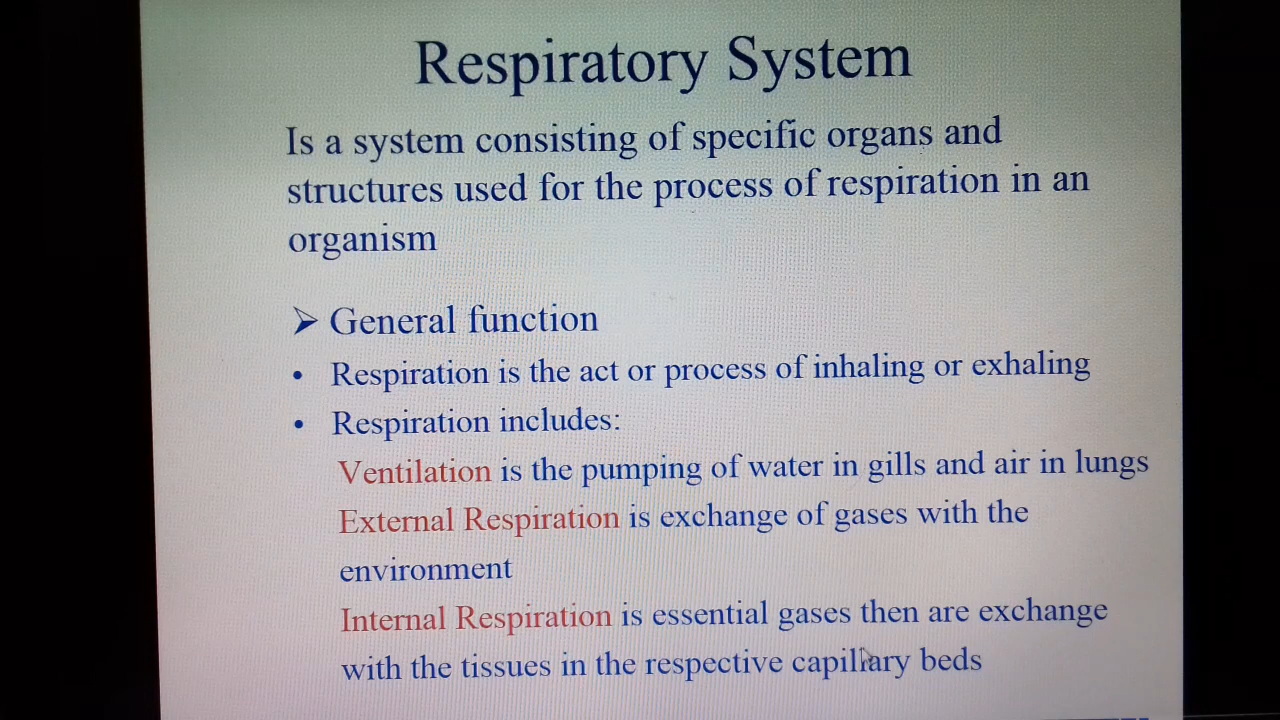 Respiratory System
Is a system consisting of specific organs and
structures used for the process of respiration in an
organism
➢ General function
• Respiration is the act or process of inhaling or exhaling
• Respiration includes:
Ventilation is the pumping of water in gills and air in lungs
External Respiration is exchange of gases with the
environment
Internal Respiration is essential gases then are exchange
with the tissues in the respective capillary beds